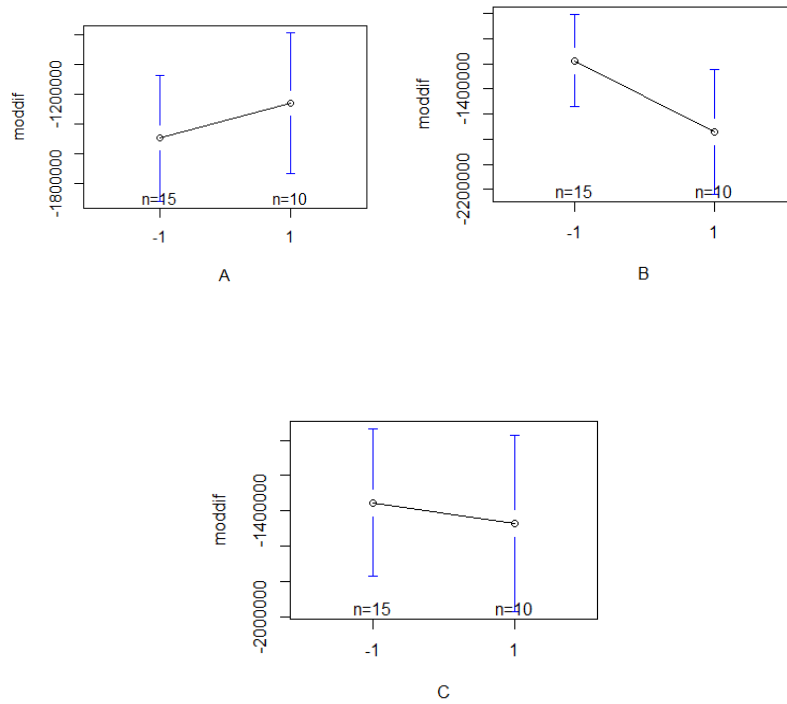 moddif
-1200000
-1800000
n=15
n=10
-1
1
A
moddif
-1400000
-2200000
n=15
n=10
-1
1
B
moddif
-1400000
-2000000
n=15
n=10
-1
1
C